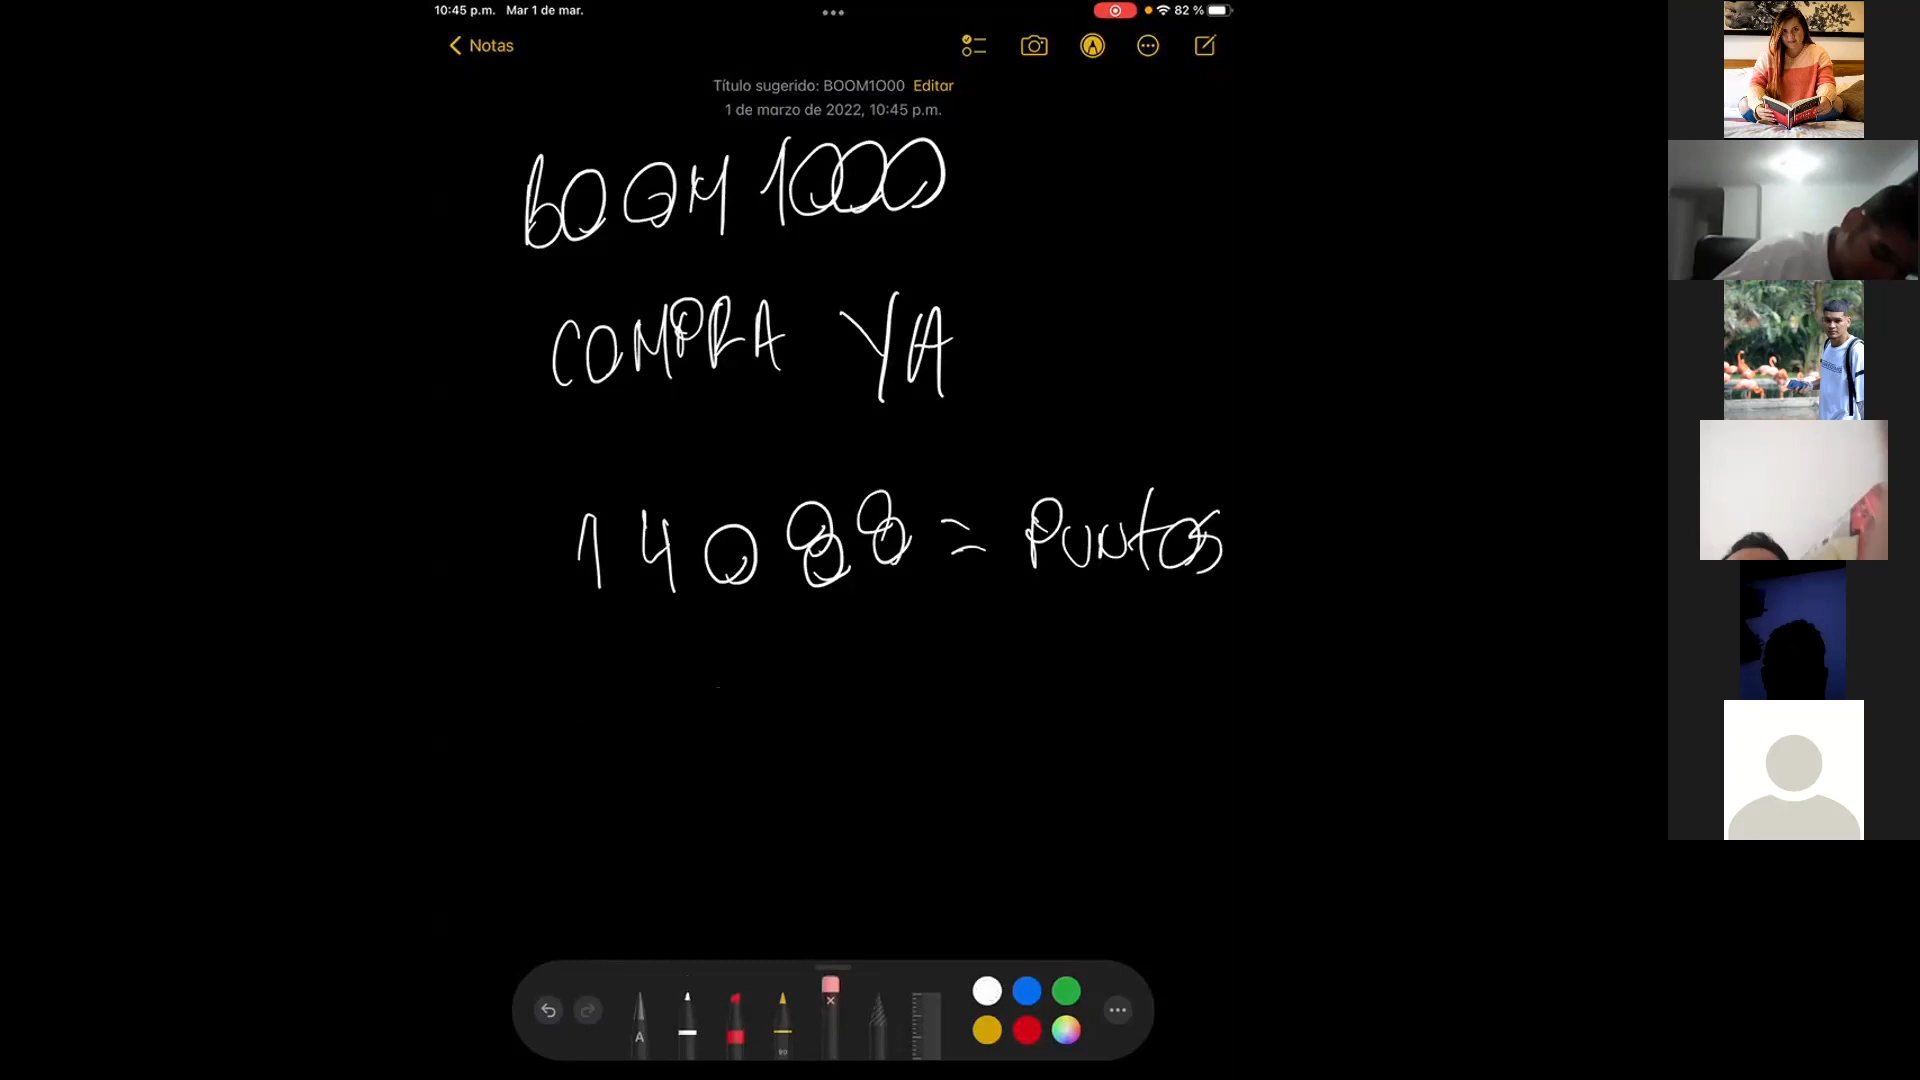 10:45 p.m. Mar 1 de mar.
82 %
Notas
Título sugerido: BOOM1O00 Editar
1 de marzo de 2022, 10:45 p.m.
BOOM 1000
COMPRA YA
14088 = Puntos
A